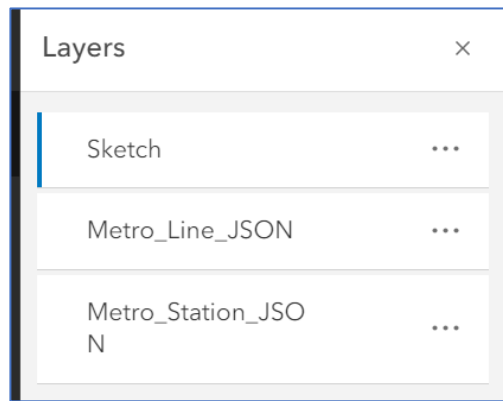 Layers
Sketch
Metro_Line_JSON
Metro_Station_JSO
N